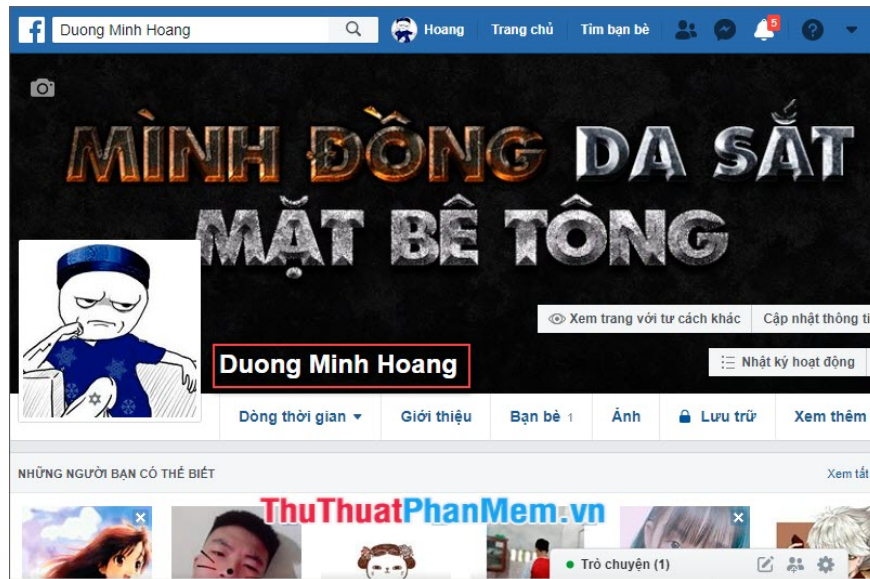 f Duong Minh Hoang Hoang Trang chủ Tìm bạn bè 5
MÌNH ĐỒNG DA SẮT
MẶT BÊ TÔNG
Xem trang với tư cách khác Cập nhật thông ti
Duong Minh Hoang
Nhật ký hoạt động
Dòng thời gian Giới thiệu Bạn bè 1 Ảnh Lưu trữ Xem thêm
NHỮNG NGƯỜI BẠN CÓ THỂ BIẾT Xem tất
ThuThuatPhanMem.vn
Trò chuyện (1)